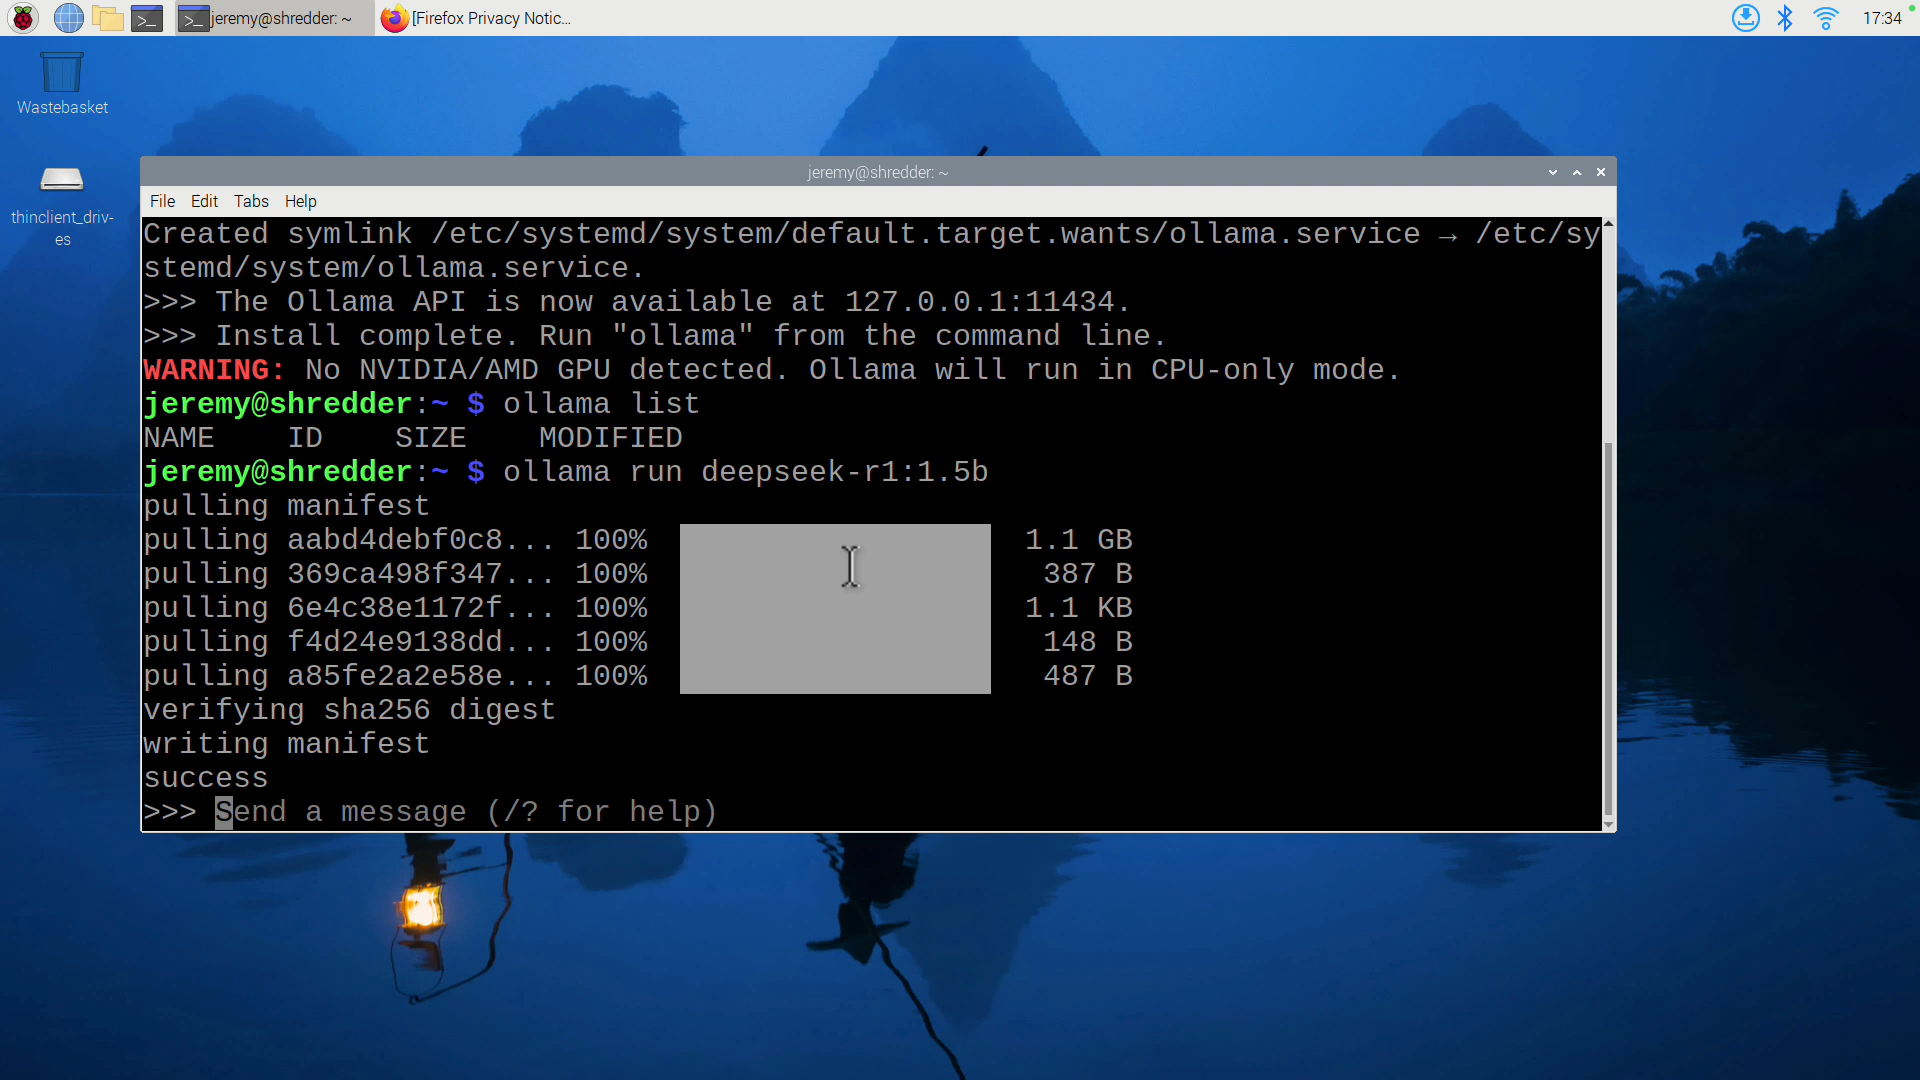 jeremy@shredder: ~
[Firefox Privacy Notic...
17:34
Wastebasket
thinclient_driv-
es
jeremy@shredder: ~
File Edit Tabs Help
Created symlink /etc/systemd/system/default.target.wants/ollama.service → /etc/sy
stemd/system/ollama.service.
>>> The Ollama API is now available at 127.0.0.1:11434.
>>> Install complete. Run "ollama" from the command line.
WARNING: No NVIDIA/AMD GPU detected. Ollama will run in CPU-only mode.
jeremy@shredder:~ $ ollama list
NAME ID SIZE MODIFIED
jeremy@shredder:~ $ ollama run deepseek-r1:1.5b
pulling manifest
pulling aabd4debf0c8... 100% 1.1 GB
pulling 369ca498f347... 100% 387 B
pulling 6e4c38e1172f... 100% 1.1 KB
pulling f4d24e9138dd... 100% 148 B
pulling a85fe2a2e58e... 100% 487 B
verifying sha256 digest
writing manifest
success
>>> Send a message (/? for help)